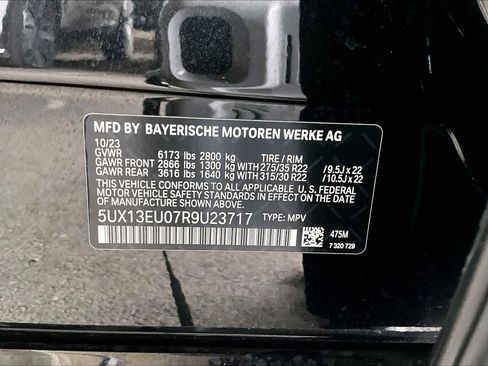 MFD BY BAYERISCHE MOTOREN WERKE AG
10/23
GVWR 6173 lbs 2800 kg TIRE / RIM
GAWR FRONT 2866 lbs 1300 kg WITH 275/35 R22 / 9.5J x 22
GAWR REAR 3616 lbs 1640 kg WITH 315/30 R22 / 10.5J x 22
THIS VEHICLE CONFORMS TO ALL APPLICABLE U. S. FEDERAL
MOTOR VEHICLE SAFETY STANDARDS IN EFFECT ON THE
DATE OF MANUFACTURE SHOWN ABOVE.
5UX13EU07R9U23717 TYPE: MPV
475M
7 320 729